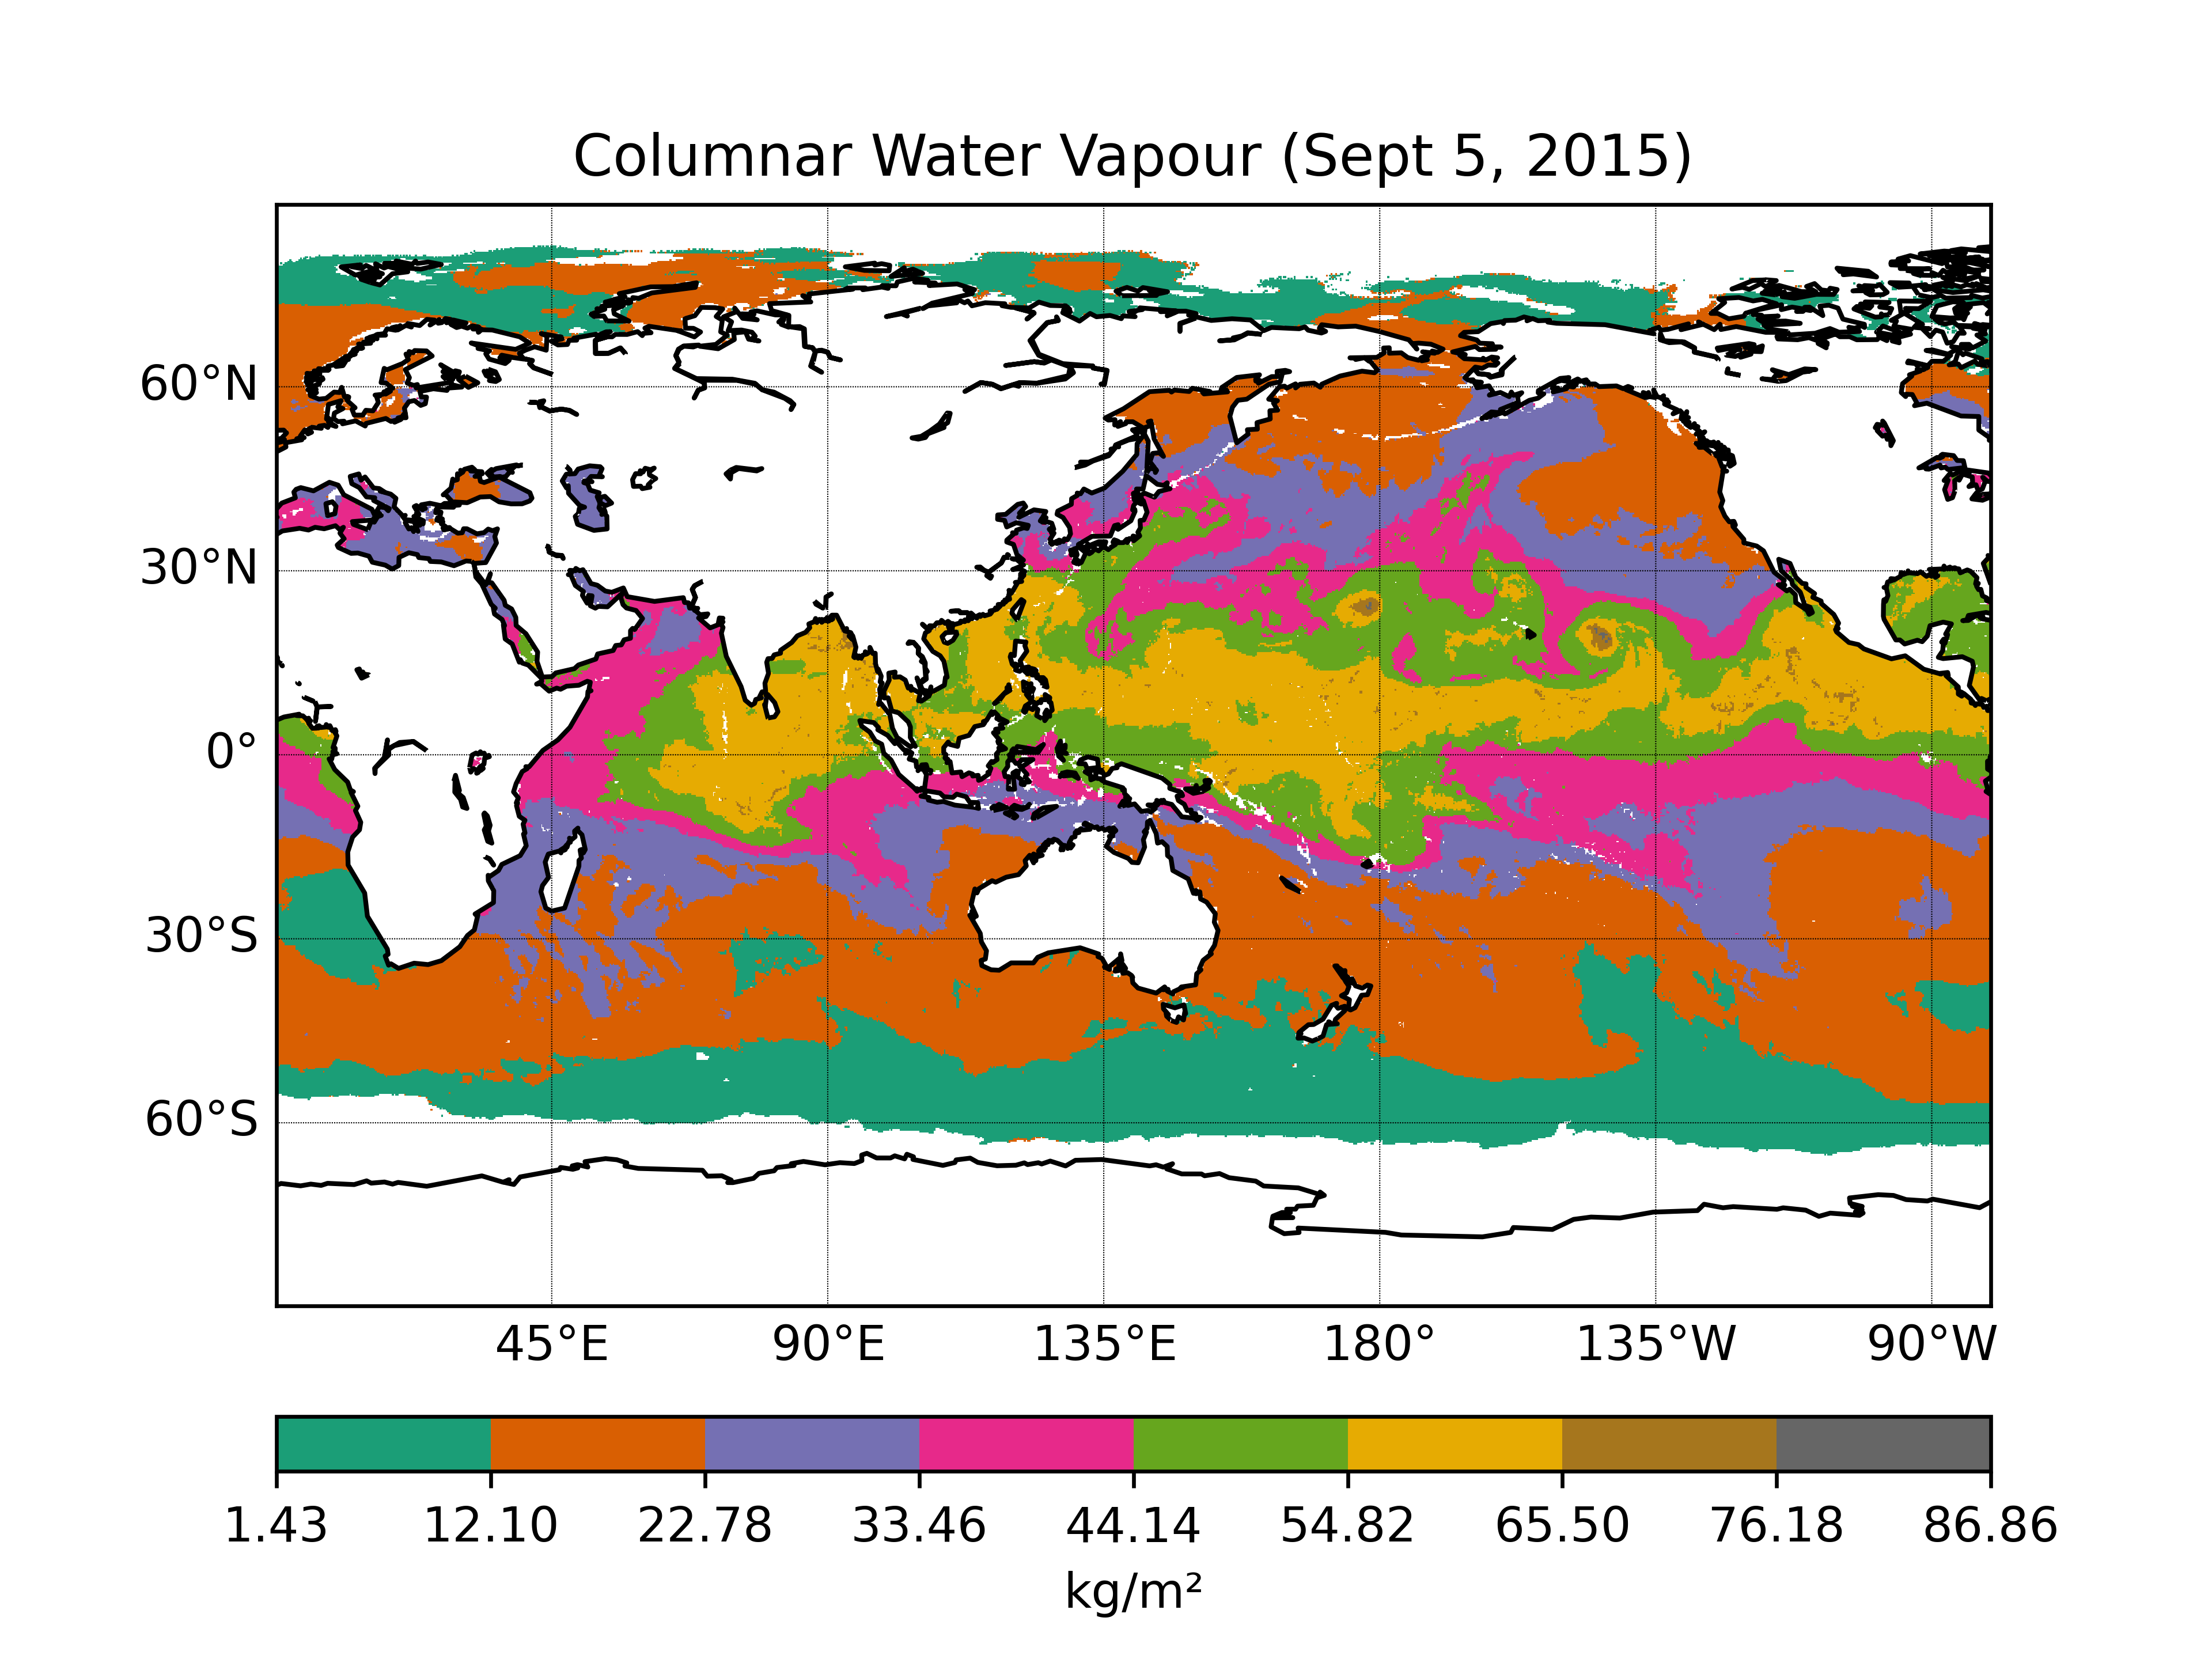 Columnar Water Vapour (Sept 5, 2015)
60°N
30°N
0°
30°S
60°S
45°E 90°E 135°E 180° 135°W 90°W
1.43 12.10 22.78 33.46 44.14 54.82 65.50 76.18 86.86
kg/m²